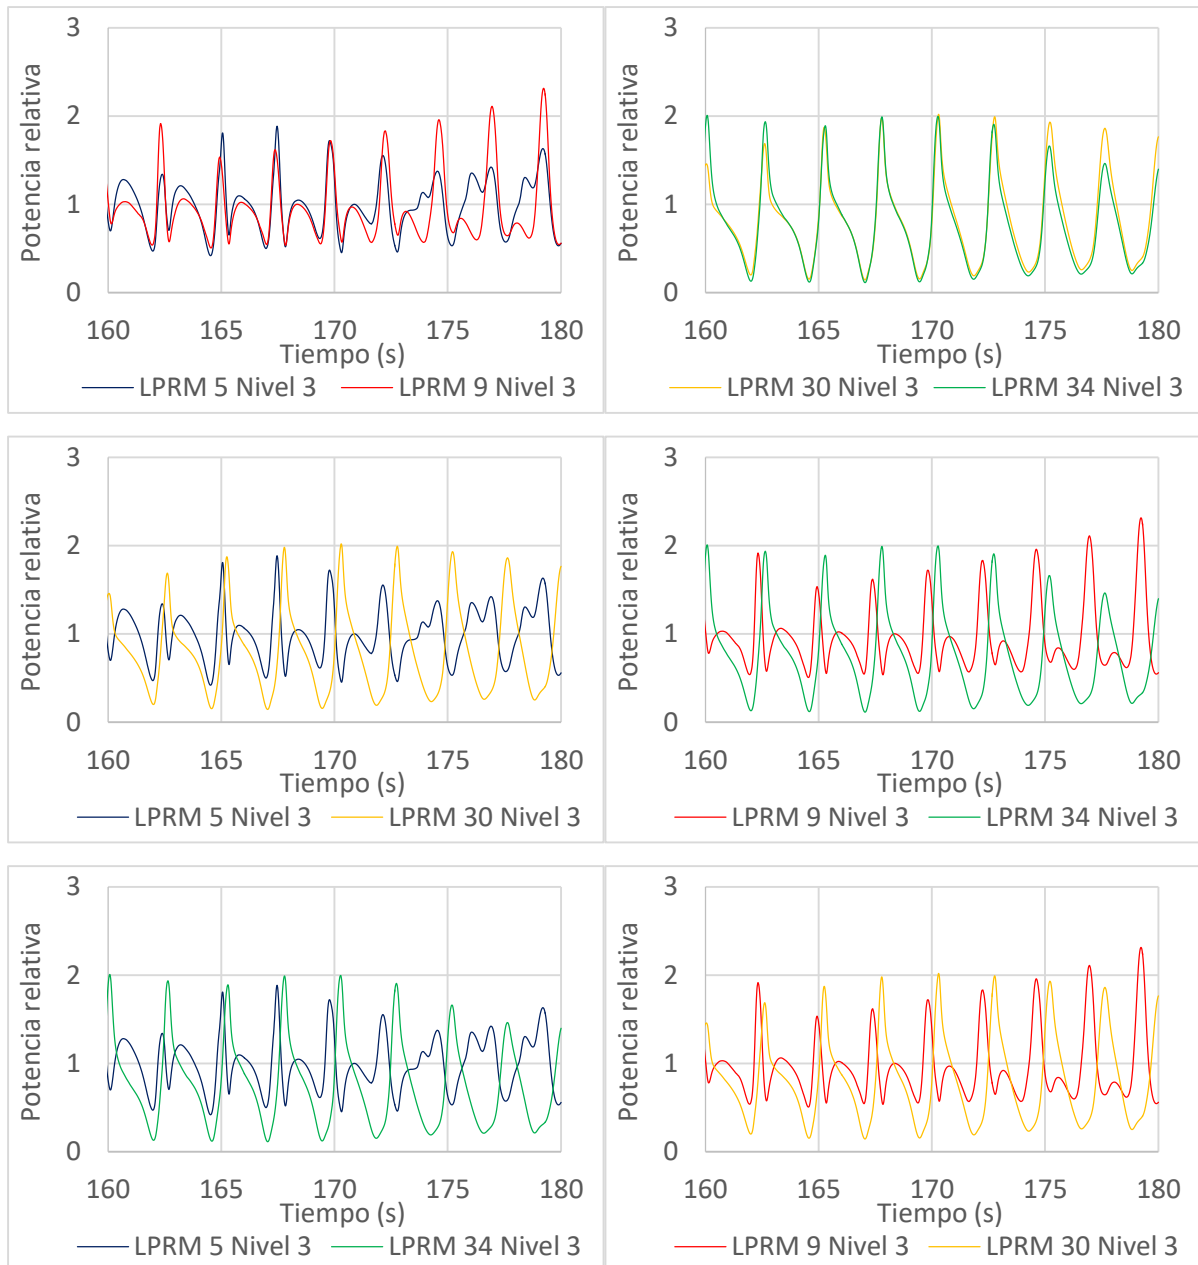 3
2
1
0
Potencia relativa
160 165 170 175 180
Tiempo (s)
LPRM 5 Nivel 3 LPRM 9 Nivel 3
3
2
1
0
Potencia relativa
160 165 170 175 180
Tiempo (s)
LPRM 30 Nivel 3 LPRM 34 Nivel 3
3
2
1
0
Potencia relativa
160 165 170 175 180
Tiempo (s)
LPRM 5 Nivel 3 LPRM 30 Nivel 3
3
2
1
0
Potencia relativa
160 165 170 175 180
Tiempo (s)
LPRM 9 Nivel 3 LPRM 34 Nivel 3
3
2
1
0
Potencia relativa
160 165 170 175 180
Tiempo (s)
LPRM 5 Nivel 3 LPRM 34 Nivel 3
3
2
1
0
Potencia relativa
160 165 170 175 180
Tiempo (s)
LPRM 9 Nivel 3 LPRM 30 Nivel 3